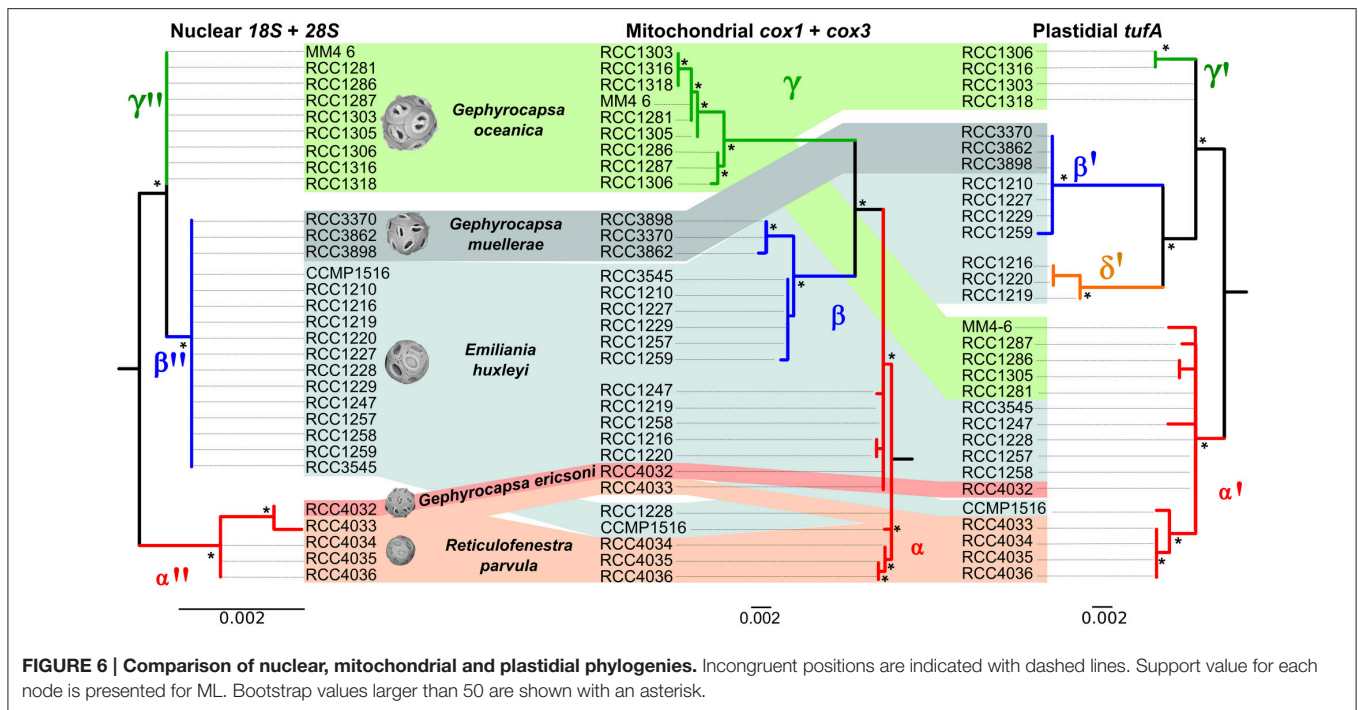 Nuclear 18S + 28S
Mitochondrial cox1 + cox3
Plastidial tufA
MM4 6
RCC1281
RCC1286
RCC1287
RCC1303
RCC1305
RCC1306
RCC1316
RCC1318
γ''
RCC3370
RCC3862
RCC3898
CCMP1516
RCC1210
RCC1216
RCC1219
RCC1220
RCC1227
RCC1228
RCC1229
RCC1247
RCC1257
RCC1258
RCC1259
RCC3545
β''
RCC4032
RCC4033
RCC4034
RCC4035
RCC4036
α''
0.002
Gephyrocapsa
oceanica
Gephyrocapsa
muellerae
Emiliania
huxleyi
Gephyrocapsa ericsoni
Reticulofenestra
parvula
RCC1303
RCC1316
RCC1318
MM4 6
RCC1281
RCC1305
RCC1286
RCC1287
RCC1306
γ
RCC3898
RCC3370
RCC3862
RCC3545
RCC1210
RCC1227
RCC1229
RCC1257
RCC1259
β
RCC1247
RCC1219
RCC1258
RCC1216
RCC1220
RCC4032
RCC4033
RCC1228
CCMP1516
RCC4034
RCC4035
RCC4036
α
0.002
RCC1306
RCC1316
RCC1303
RCC1318
γ'
RCC3370
RCC3862
RCC3898
RCC1210
RCC1227
RCC1229
RCC1259
β'
RCC1216
RCC1220
RCC1219
δ'
MM4-6
RCC1287
RCC1286
RCC1305
RCC1281
RCC3545
RCC1247
RCC1228
RCC1257
RCC1258
RCC4032
CCMP1516
RCC4033
RCC4034
RCC4035
RCC4036
α'
0.002
FIGURE 6 | Comparison of nuclear, mitochondrial and plastidial phylogenies. Incongruent positions are indicated with dashed lines. Support value for each
node is presented for ML. Bootstrap values larger than 50 are shown with an asterisk.